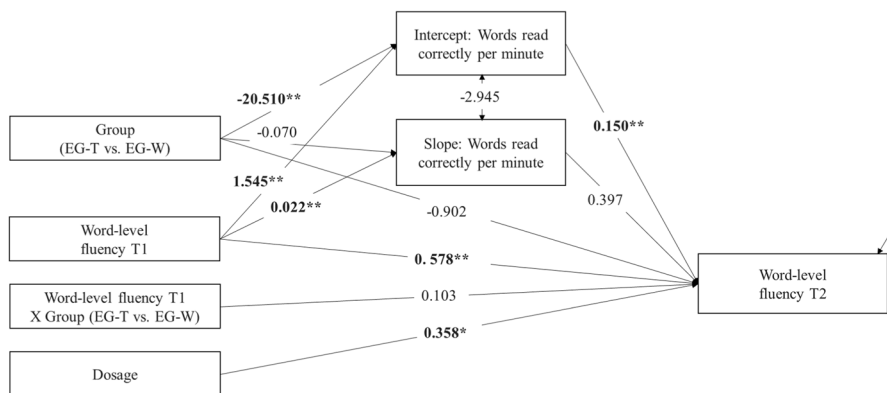 Intercept: Words read
correctly per minute
-20.510**
-2.945
Group
(EG-T vs. EG-W)
-0.070
Slope: Words read
correctly per minute
0.150**
1.545**
0.022**
0.397
-0.902
Word-level
fluency T1
0. 578**
Word-level
fluency T2
Word-level fluency T1
X Group (EG-T vs. EG-W)
0.103
0.358*
Dosage